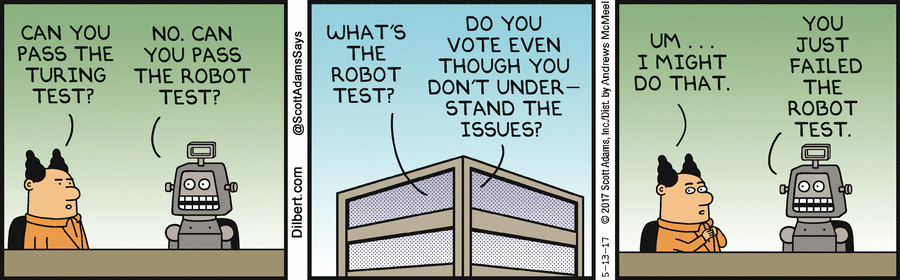 CAN YOU
PASS THE
TURING
TEST?
NO. CAN
YOU PASS
THE ROBOT
TEST?
Dilbert.com @ScottAdamsSays
WHAT'S
THE
ROBOT
TEST?
DO YOU
VOTE EVEN
THOUGH YOU
DON'T UNDER–
STAND THE
ISSUES?
5-13-17 © 2017 Scott Adams, Inc./Dist. by Andrews McMeel
UM . . .
I MIGHT
DO THAT.
YOU
JUST
FAILED
THE
ROBOT
TEST.